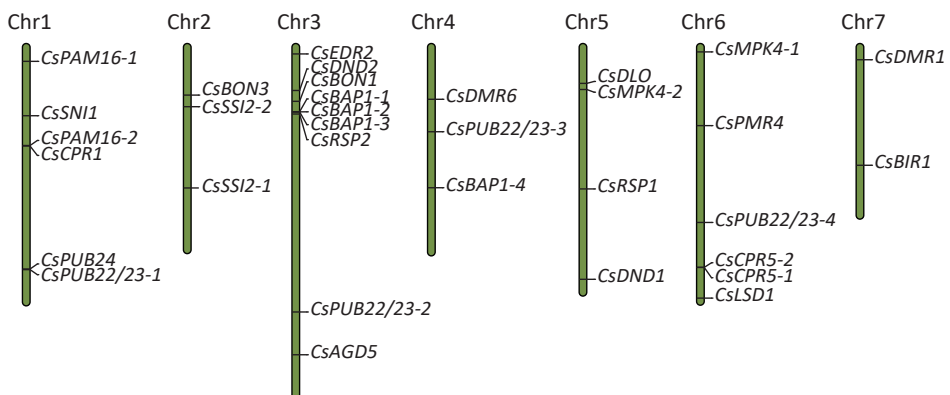 Chr1
Chr2
Chr3
Chr4
Chr5
Chr6
Chr7
CsPAM16-1
CsSNI1
CsPAM16-2
CsCPR1
CsPUB24
CsPUB22/23-1
CsBON3
CsSSI2-2
CsSSI2-1
CsEDR2
CsDND2
CsBON1
CsBAP1-1
CsBAP1-2
CsBAP1-3
CsRSP2
CsPUB22/23-2
CsAGD5
CsDMR6
CsPUB22/23-3
CsBAP1-4
CsDLO
CsMPK4-2
CsRSP1
CsDND1
CsMPK4-1
CsPMR4
CsPUB22/23-4
CsCPR5-2
CsCPR5-1
CsLSD1
CsDMR1
CsBIR1